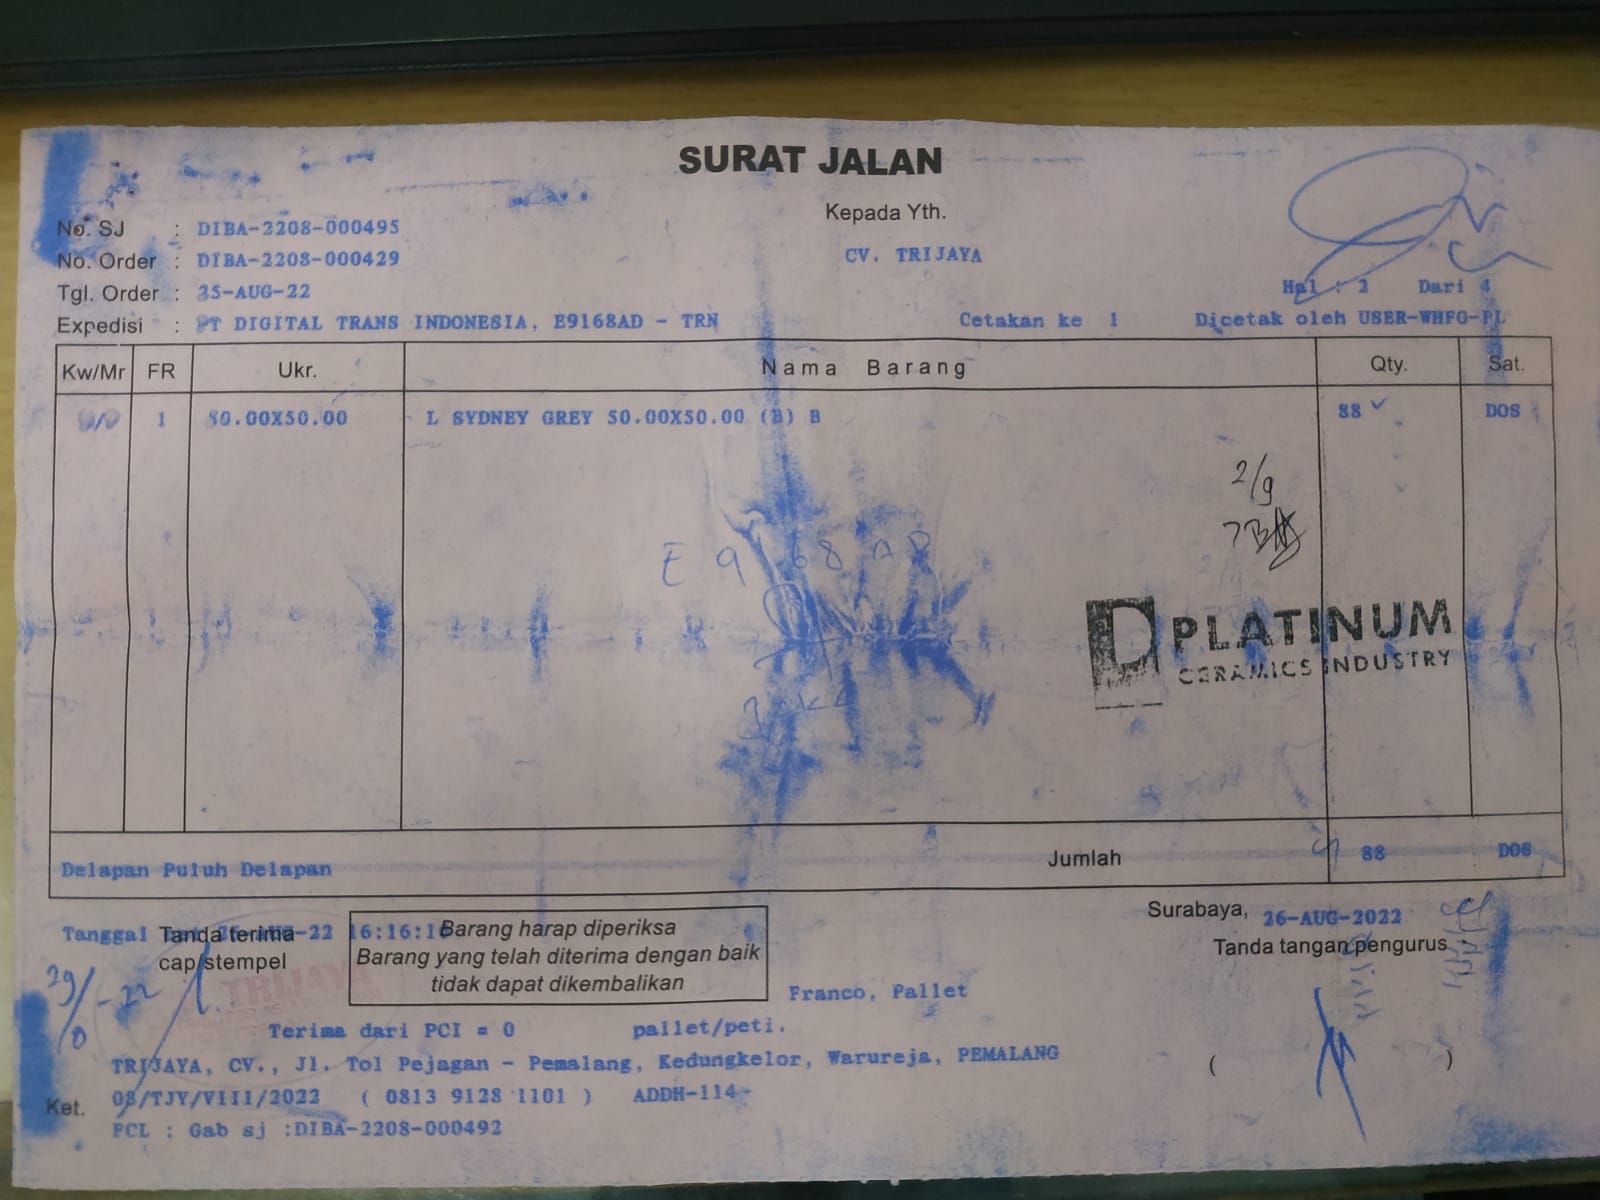 SURAT JALAN
No. SJ : DIBA-2208-000495
Kepada Yth.
No. Order : DIBA-2208-000429
CV. TRIJAYA
Tgl. Order : 25-AUG-22
Hal : 2 Dari 4
Expedisi : PT DIGITAL TRANS INDONESIA, E9168AD - TRN
Cetakan ke 1 Dicetak oleh USER-WHFG-PL
Kw/Mr FR Ukr. Nama Barang Qty. Sat.
1 50.00X50.00 L SYDNEY GREY 50.00X50.00 (B) B 88 DOS
2/9
E 9168 AD
PLATINUM
CERAMICS INDUSTRY
Delapan Puluh Delapan Jumlah 88 DOS
Surabaya, 26-AUG-2022
Tanggal -22 16:16:1
Tanda terima
cap/stempel
Barang harap diperiksa
Barang yang telah diterima dengan baik
tidak dapat dikembalikan
Tanda tangan pengurus
TRIJAYA
Franco, Pallet
Terima dari PCI = 0 pallet/peti.
( )
TRIJAYA, CV., Jl. Tol Pejagan - Pemalang, Kedungkelor, Warureja, PEMALANG
Ket. 08/TJY/VIII/2022 ( 0813 9128 1101 ) ADDH-114-
FCL : Gab sj :DIBA-2208-000492